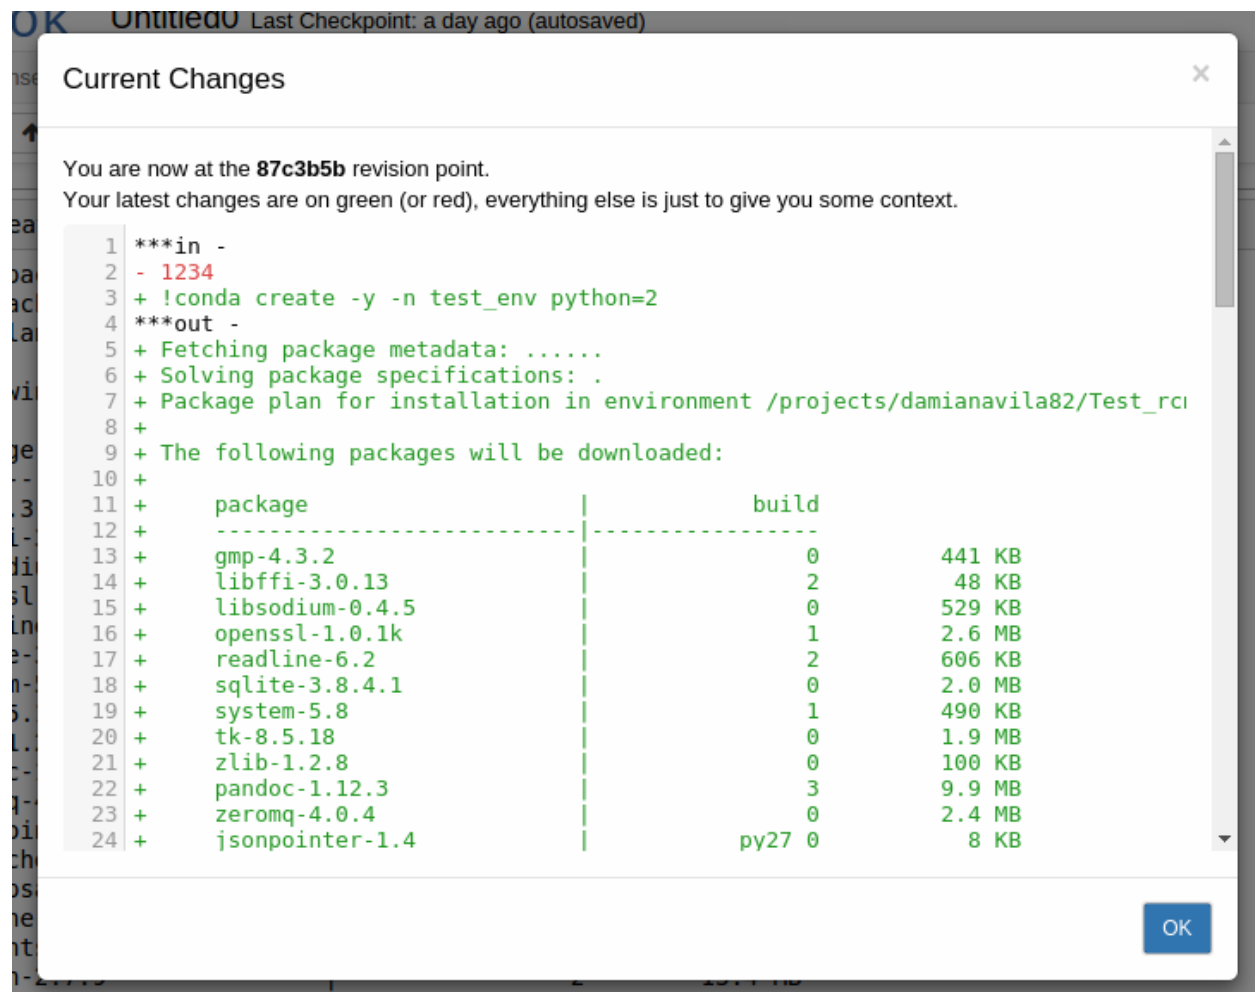 OK Untitled0 Last Checkpoint: a day ago (autosaved)
Current Changes ×
You are now at the 87c3b5b revision point.
Your latest changes are on green (or red), everything else is just to give you some context.
1 ***in -
2 - 1234
3 + !conda create -y -n test_env python=2
4 ***out -
5 + Fetching package metadata: ......
6 + Solving package specifications: .
7 + Package plan for installation in environment /projects/damianavila82/Test_rc
8 +
9 + The following packages will be downloaded:
10 +
11 + package | build
12 + ---------------------------|-----------------
13 + gmp-4.3.2 | 0 441 KB
14 + libffi-3.0.13 | 2 48 KB
15 + libsodium-0.4.5 | 0 529 KB
16 + openssl-1.0.1k | 1 2.6 MB
17 + readline-6.2 | 2 606 KB
18 + sqlite-3.8.4.1 | 0 2.0 MB
19 + system-5.8 | 1 490 KB
20 + tk-8.5.18 | 0 1.9 MB
21 + zlib-1.2.8 | 0 100 KB
22 + pandoc-1.12.3 | 3 9.9 MB
23 + zeromq-4.0.4 | 0 2.4 MB
24 + jsonpointer-1.4 | py27 0 8 KB
OK